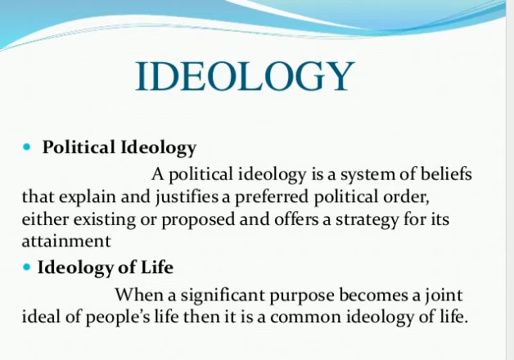 IDEOLOGY
• Political Ideology
A political ideology is a system of beliefs
that explain and justifies a preferred political order,
either existing or proposed and offers a strategy for its
attainment
• Ideology of Life
When a significant purpose becomes a joint
ideal of people's life then it is a common ideology of life.